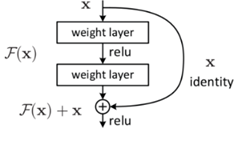 x
weight layer
F(x)
relu
x
weight layer
identity
F(x) + x
relu